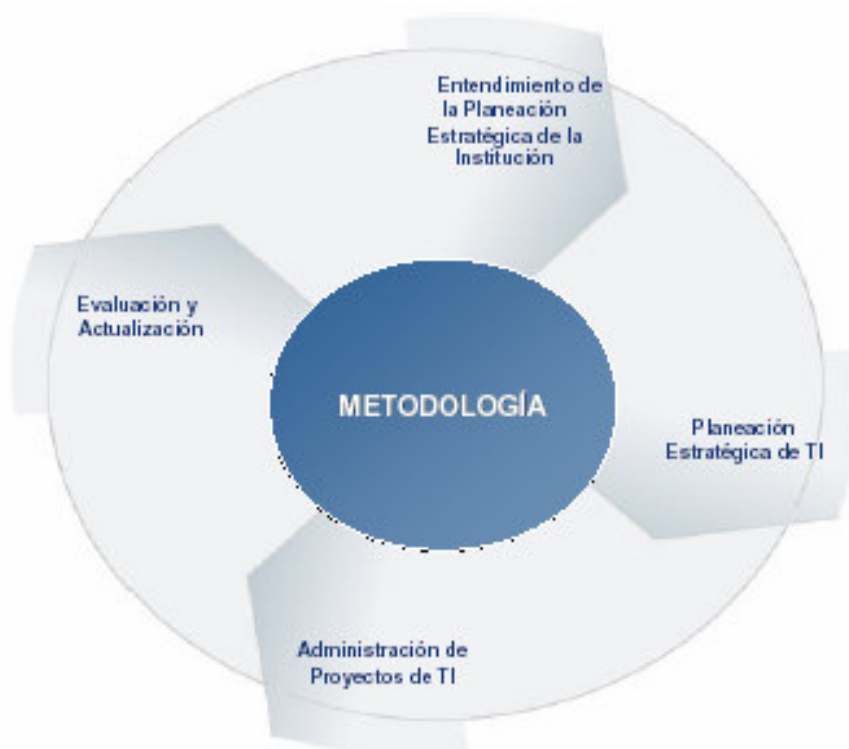 Entendimiento de
la Planeación
Estratégica de la
Institución
Evaluación y
Actualización
METODOLOGÍA
Planeación
Estratégica de TI
Administración de
Proyectos de TI